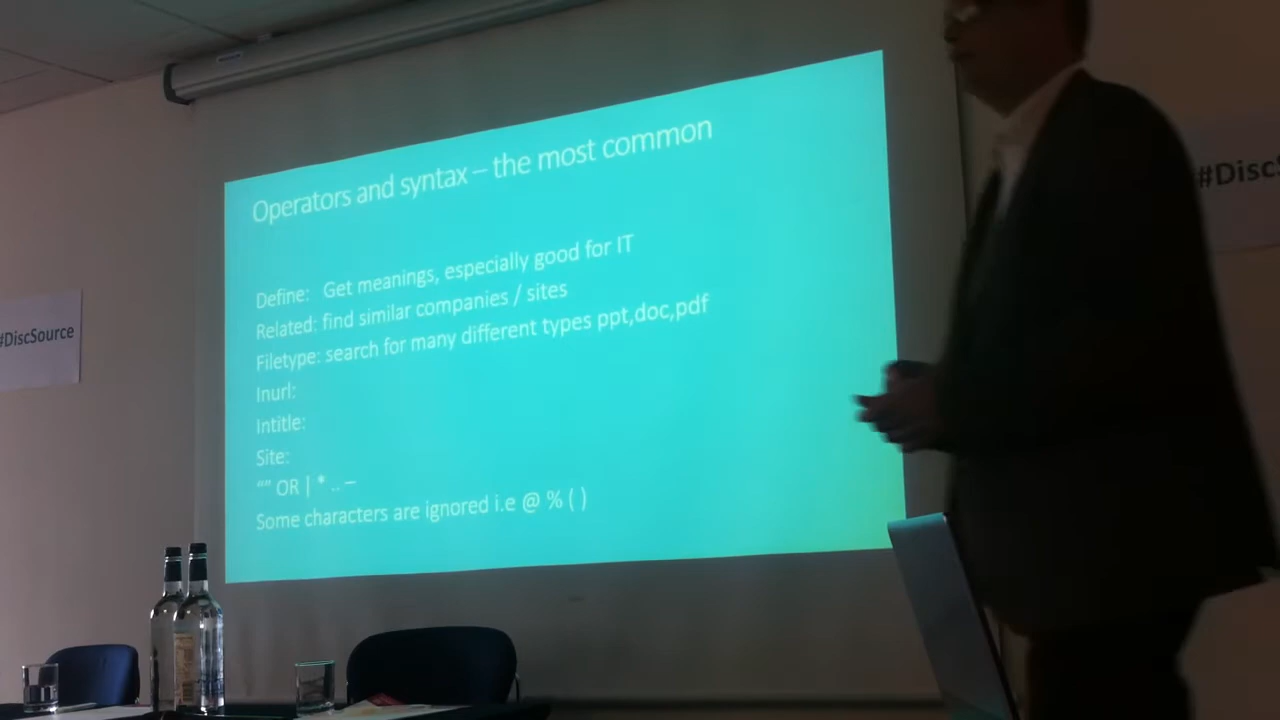 Operators and syntax – the most common
Define: Get meanings, especially good for IT
Related: find similar companies / sites
Filetype: search for many different types ppt,doc,pdf
Inurl:
Intitle:
Site:
“” OR | * .. –
Some characters are ignored i.e @ % ( )
#DiscSource
#DiscS